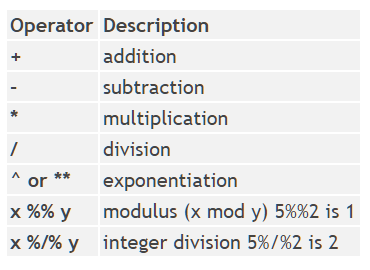 Operator Description
+ addition
- subtraction
* multiplication
/ division
^ or ** exponentiation
x %% y modulus (x mod y) 5%%2 is 1
x %/% y integer division 5%/%2 is 2